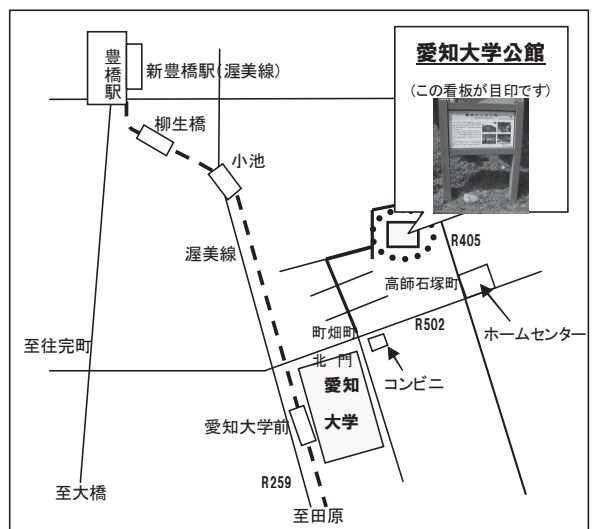 愛知大学公館
(この看板が目印です)
豊橋駅
新豊橋駅(渥美線)
柳生橋
小池
渥美線
R405
高師石塚町
R502
ホームセンター
町畑町
至往完町
北門
コンビニ
愛知
大学
愛知大学前
R259
至大橋
至田原